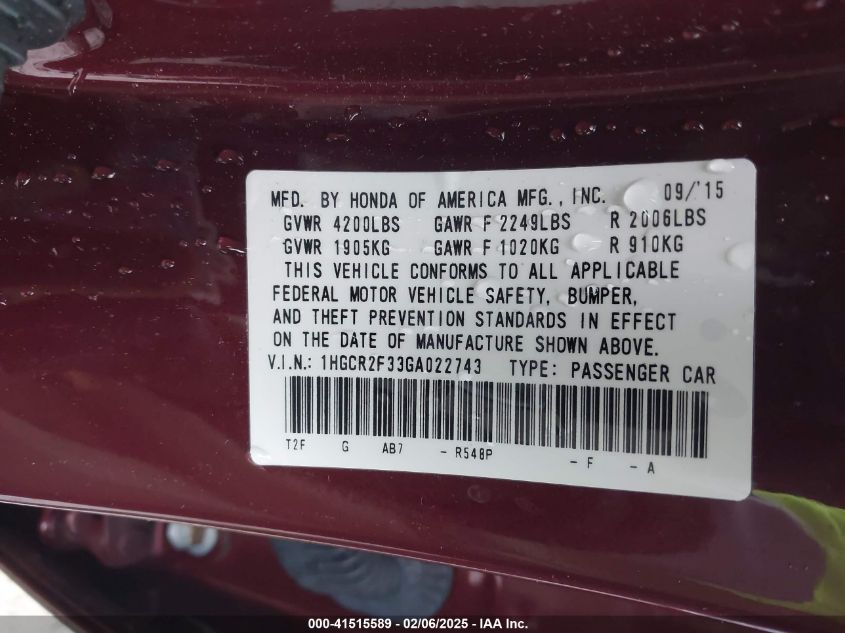 MFD. BY HONDA OF AMERICA MFG., INC. 09/'15
GVWR 4200LBS GAWR F 2249LBS R 2006LBS
GVWR 1905KG GAWR F 1020KG R 910KG
THIS VEHICLE CONFORMS TO ALL APPLICABLE
FEDERAL MOTOR VEHICLE SAFETY, BUMPER,
AND THEFT PREVENTION STANDARDS IN EFFECT
ON THE DATE OF MANUFACTURE SHOWN ABOVE.
V.I.N.: 1HGCR2F33GA022743 TYPE: PASSENGER CAR
T2F G AB7 - R548P - F - A
000-41515589 - 02/06/2025 - IAA Inc.